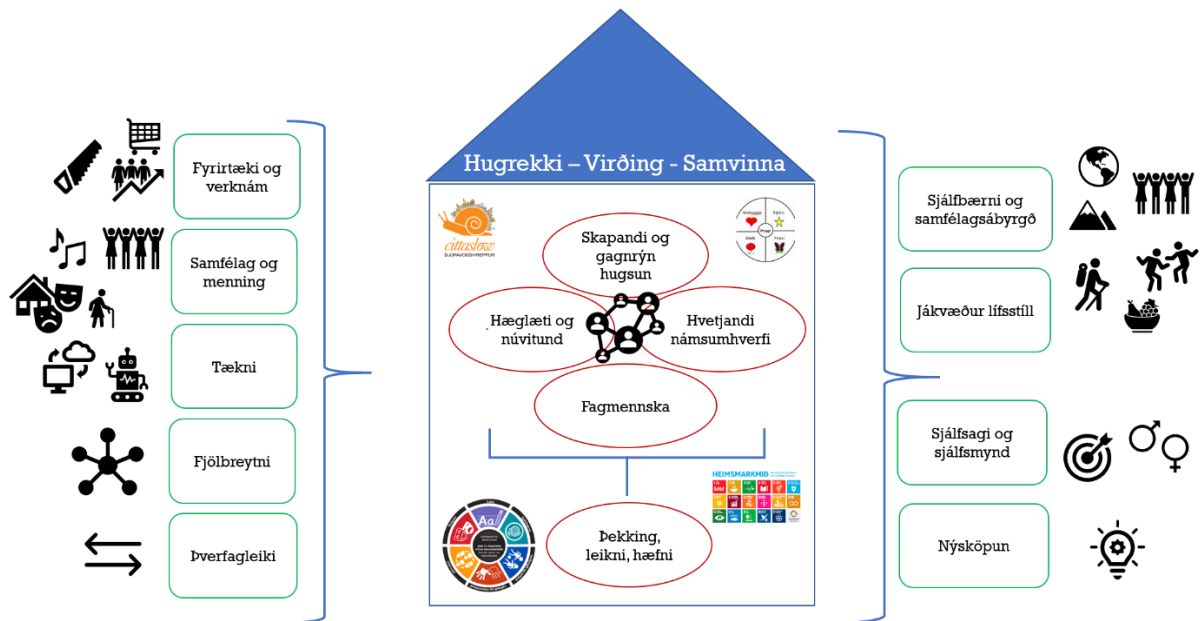 Hugrekki – Virðing - Samvinna
Fyrirtæki og
verknám
Samfélag og
menning
Tækni
Fjölbreytni
Þverfagleiki
cittaslow
DJÚPAVOGSHREPPUR
Skapandi og
gagnrýn
hugsun
Hæglæti og
núvitund
Hvetjandi
námsumhverfi
Fagmennska
HEIMSMARKMIÐ
Þekking,
leikni, hæfni
Sjálfbærni og
samfélagsábyrgð
Jákvæður lífsstíll
Sjálfsagi og
sjálfsmynd
Nýsköpun